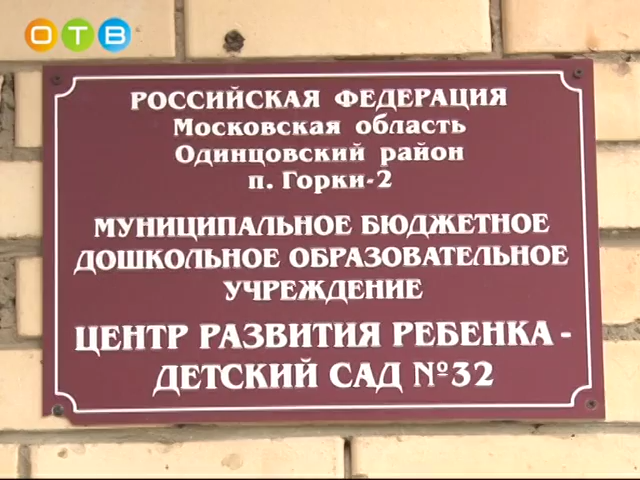 ОТВ
РОССИЙСКАЯ ФЕДЕРАЦИЯ
Московская область
Одинцовский район
п. Горки-2
МУНИЦИПАЛЬНОЕ БЮДЖЕТНОЕ
ДОШКОЛЬНОЕ ОБРАЗОВАТЕЛЬНОЕ
УЧРЕЖДЕНИЕ
ЦЕНТР РАЗВИТИЯ РЕБЕНКА -
ДЕТСКИЙ САД №32